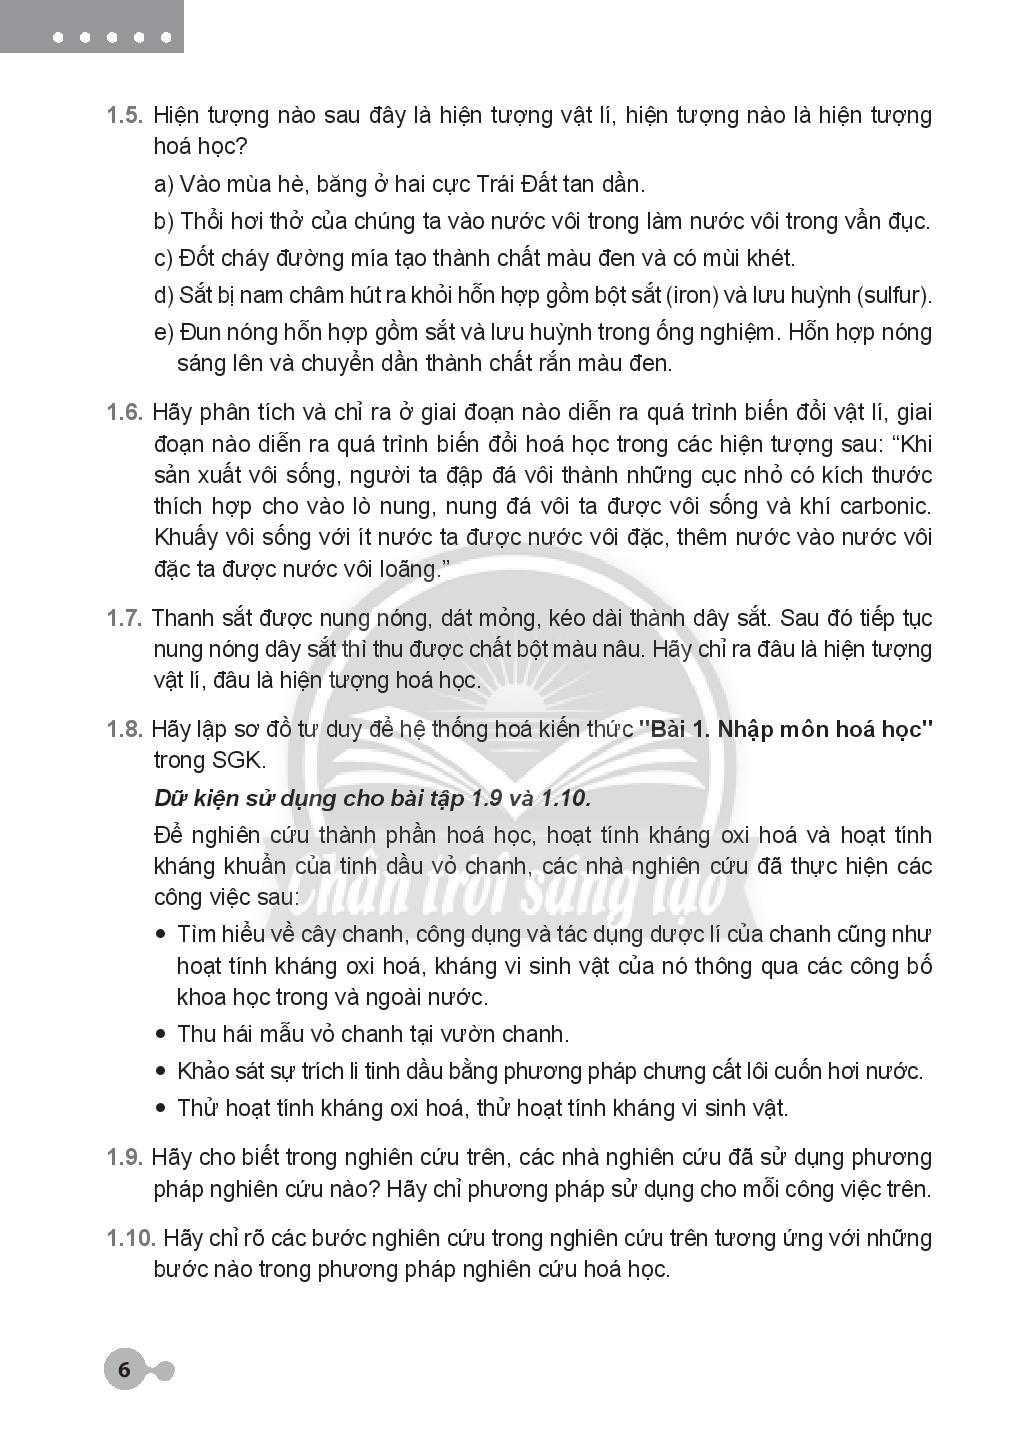 1.5. Hiện tượng nào sau đây là hiện tượng vật lí, hiện tượng nào là hiện tượng
hoá học?
a) Vào mùa hè, băng ở hai cực Trái Đất tan dần.
b) Thổi hơi thở của chúng ta vào nước vôi trong làm nước vôi trong vẩn đục.
c) Đốt cháy đường mía tạo thành chất màu đen và có mùi khét.
d) Sắt bị nam châm hút ra khỏi hỗn hợp gồm bột sắt (iron) và lưu huỳnh (sulfur).
e) Đun nóng hỗn hợp gồm sắt và lưu huỳnh trong ống nghiệm. Hỗn hợp nóng
sáng lên và chuyển dần thành chất rắn màu đen.
1.6. Hãy phân tích và chỉ ra ở giai đoạn nào diễn ra quá trình biến đổi vật lí, giai
đoạn nào diễn ra quá trình biến đổi hoá học trong các hiện tượng sau: “Khi
sản xuất vôi sống, người ta đập đá vôi thành những cục nhỏ có kích thước
thích hợp cho vào lò nung, nung đá vôi ta được vôi sống và khí carbonic.
Khuấy vôi sống với ít nước ta được nước vôi đặc, thêm nước vào nước vôi
đặc ta được nước vôi loãng.”
1.7. Thanh sắt được nung nóng, dát mỏng, kéo dài thành dây sắt. Sau đó tiếp tục
nung nóng dây sắt thì thu được chất bột màu nâu. Hãy chỉ ra đâu là hiện tượng
vật lí, đâu là hiện tượng hoá học.
1.8. Hãy lập sơ đồ tư duy để hệ thống hoá kiến thức "Bài 1. Nhập môn hoá học"
trong SGK.
Dữ kiện sử dụng cho bài tập 1.9 và 1.10.
Để nghiên cứu thành phần hoá học, hoạt tính kháng oxi hoá và hoạt tính
kháng khuẩn của tinh dầu vỏ chanh, các nhà nghiên cứu đã thực hiện các
công việc sau:
Chân trời sáng tạo
• Tìm hiểu về cây chanh, công dụng và tác dụng dược lí của chanh cũng như
hoạt tính kháng oxi hoá, kháng vi sinh vật của nó thông qua các công bố
khoa học trong và ngoài nước.
• Thu hái mẫu vỏ chanh tại vườn chanh.
• Khảo sát sự trích li tinh dầu bằng phương pháp chưng cất lôi cuốn hơi nước.
• Thử hoạt tính kháng oxi hoá, thử hoạt tính kháng vi sinh vật.
1.9. Hãy cho biết trong nghiên cứu trên, các nhà nghiên cứu đã sử dụng phương
pháp nghiên cứu nào? Hãy chỉ phương pháp sử dụng cho mỗi công việc trên.
1.10. Hãy chỉ rõ các bước nghiên cứu trong nghiên cứu trên tương ứng với những
bước nào trong phương pháp nghiên cứu hoá học.
6